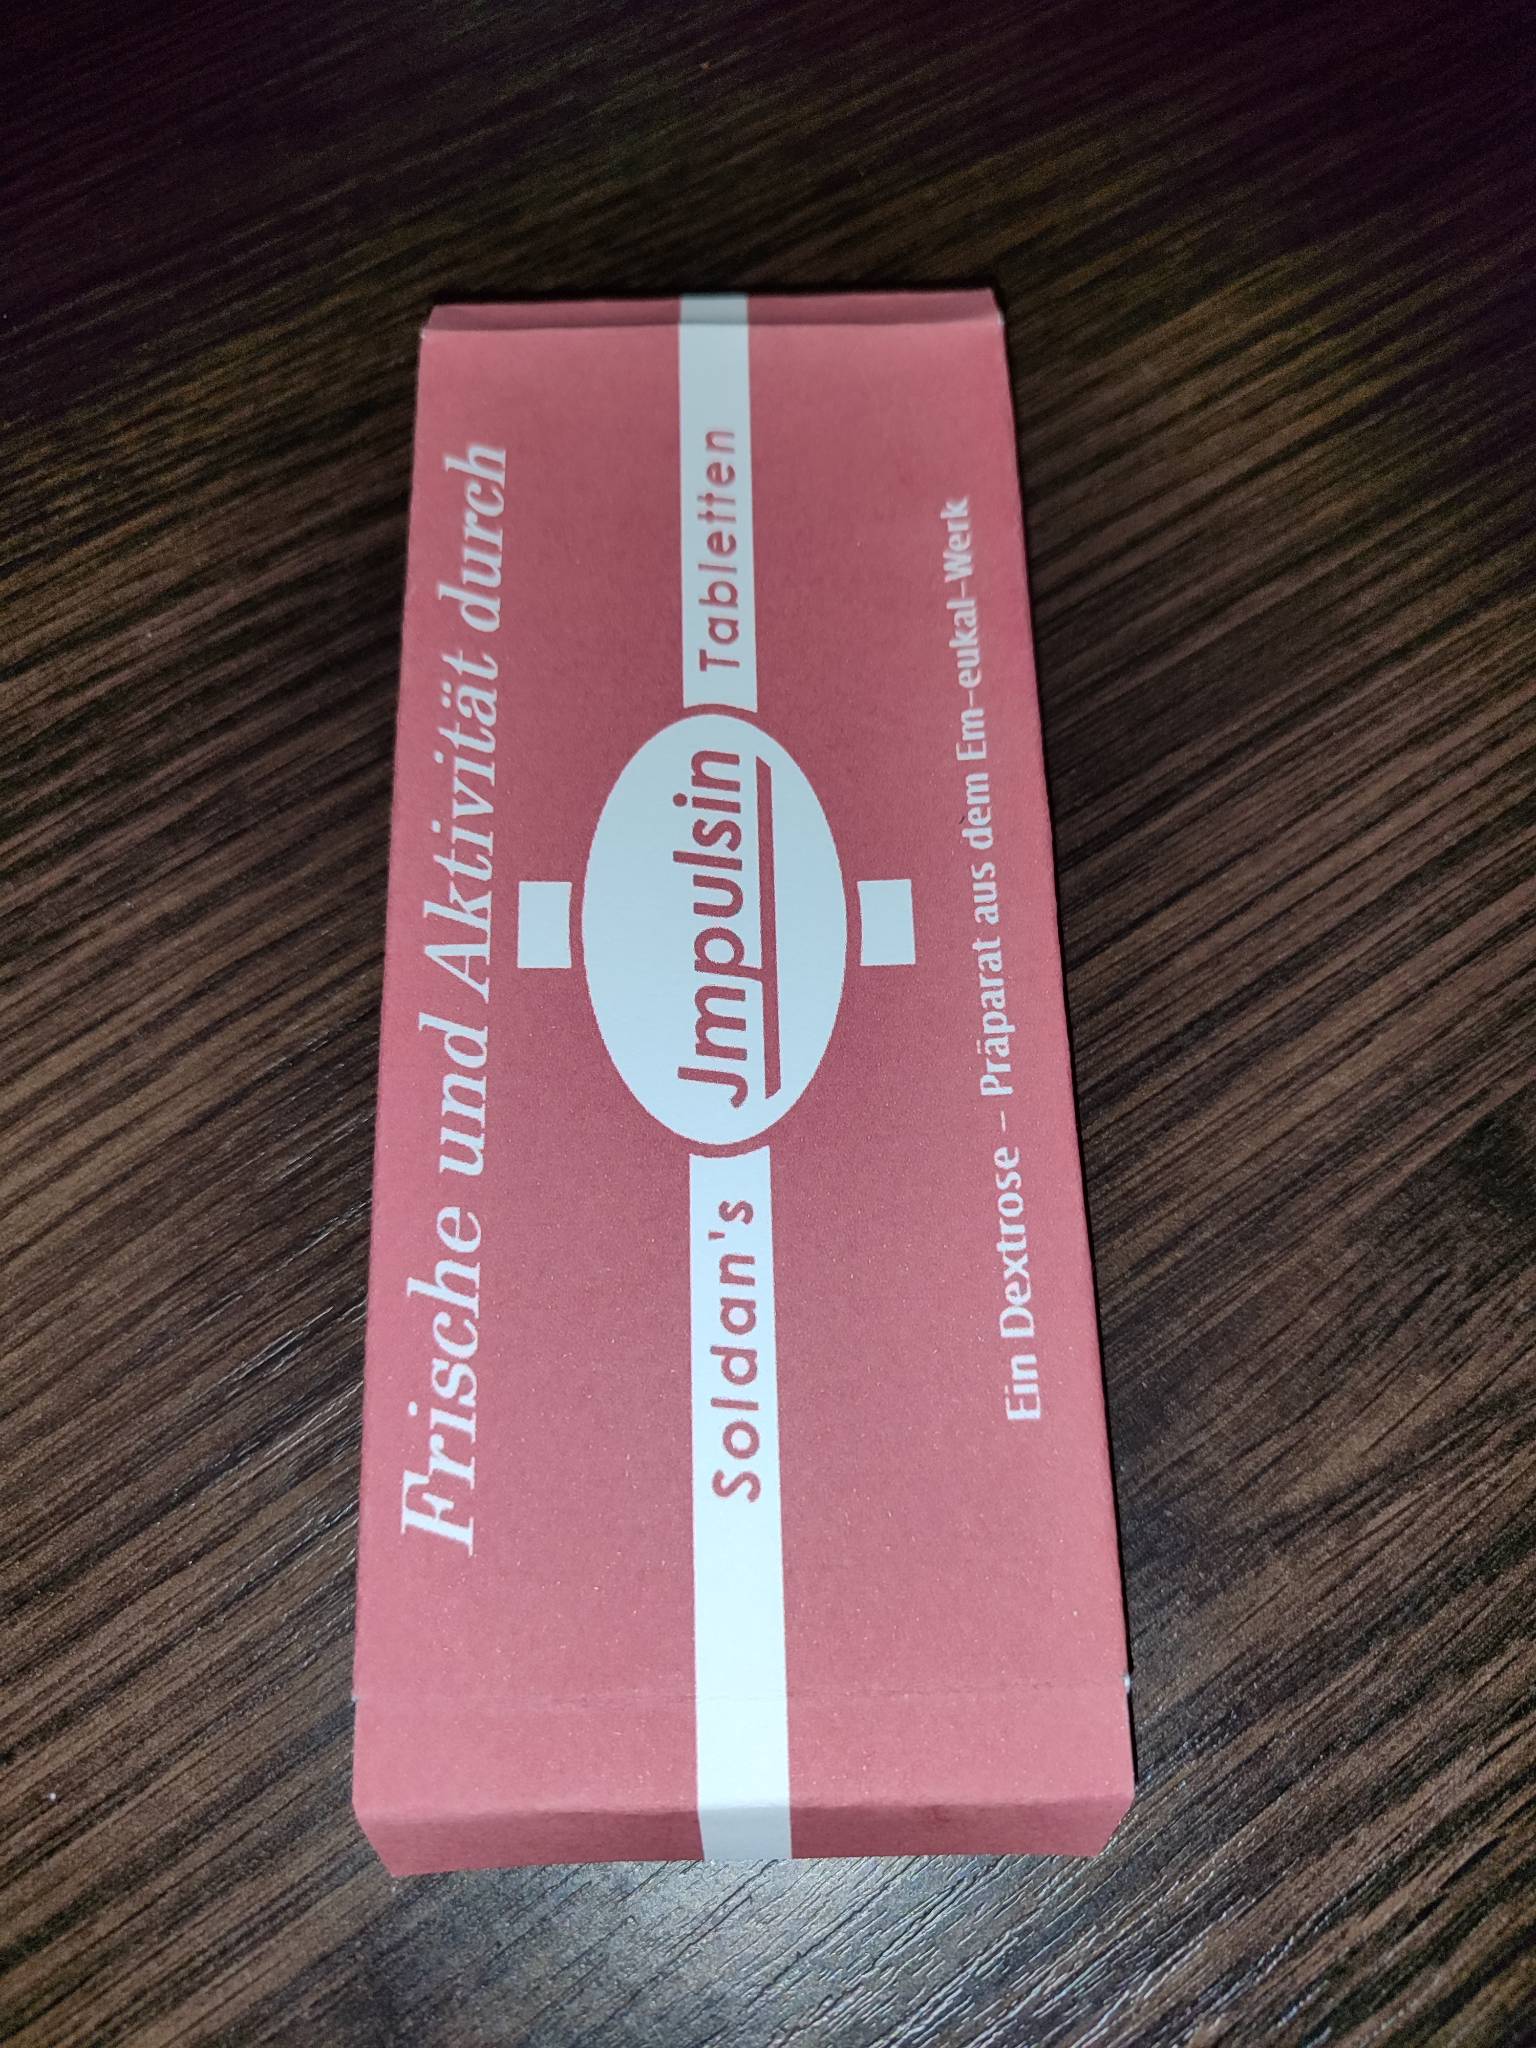 Frische und Aktivität durch
Soldan's Jmpulsin Tabletten
Ein Dextrose – Präparat aus dem Em-eukal-Werk